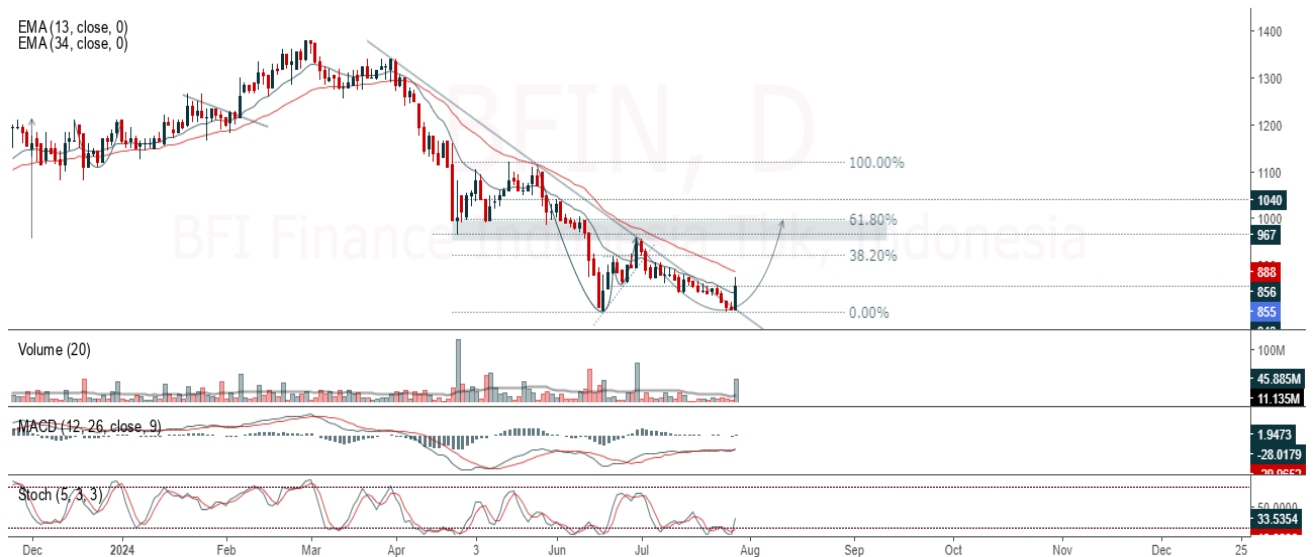 EMA (13, close, 0)
EMA (34, close, 0)
BFIN, D
BFI Finance Indonesia Tbk, Indonesia
1400
1300
1200
1100
1040
1000
967
888
856
855
100.00%
61.80%
38.20%
0.00%
Volume (20)
100M
45.885M
11.135M
MACD (12, 26, close, 9)
1.9473
-28.0179
Stoch (5, 3, 3)
50.0000
33.5354
Dec
2024
Feb
Mar
Apr
3
Jun
Jul
Aug
Sep
Oct
Nov
Dec
25